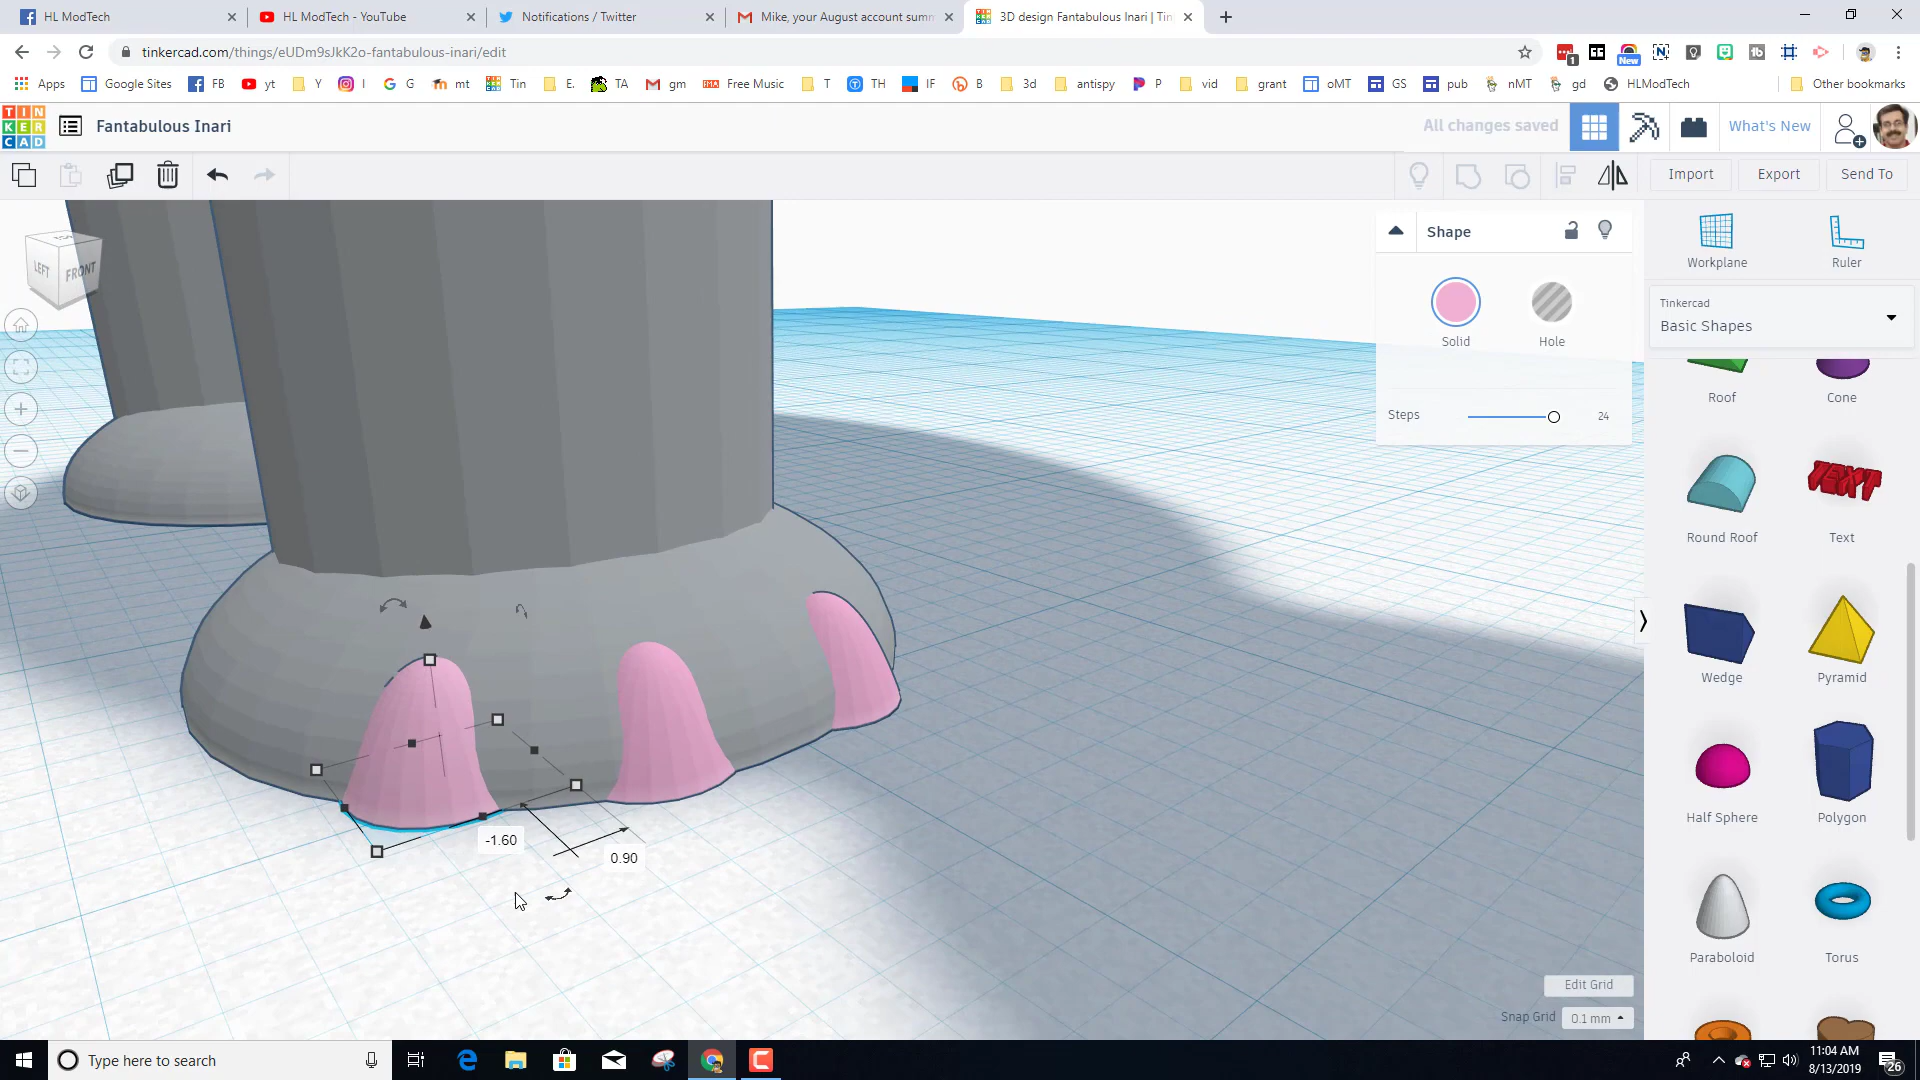 HL ModTech
HL ModTech - YouTube
Notifications / Twitter
Mike, your August account summ
3D design Fantabulous Inari | Tin
tinkercad.com/things/eUDm9sJkK2o-fantabulous-inari/edit
1
New
Apps
Google Sites
FB
yt
Y
I
G
mt
Tin
E.
TA
gm
Free Music
T
TH
IF
B
3d
antispy
P
vid
grant
oMT
GS
pub
nMT
gd
HLModTech
Other bookmarks
TIN
KER
CAD
Fantabulous Inari
All changes saved
What's New
Import
Export
Send To
TOP
LEFT
FRONT
Shape
Solid
Hole
Steps
24
Workplane
Ruler
Tinkercad
Basic Shapes
Roof
Cone
TEXT
Round Roof
Text
Wedge
Pyramid
Half Sphere
Polygon
Paraboloid
Torus
-1.60
0.90
Edit Grid
Snap Grid
0.1 mm
Type here to search
11:04 AM
8/13/2019
26